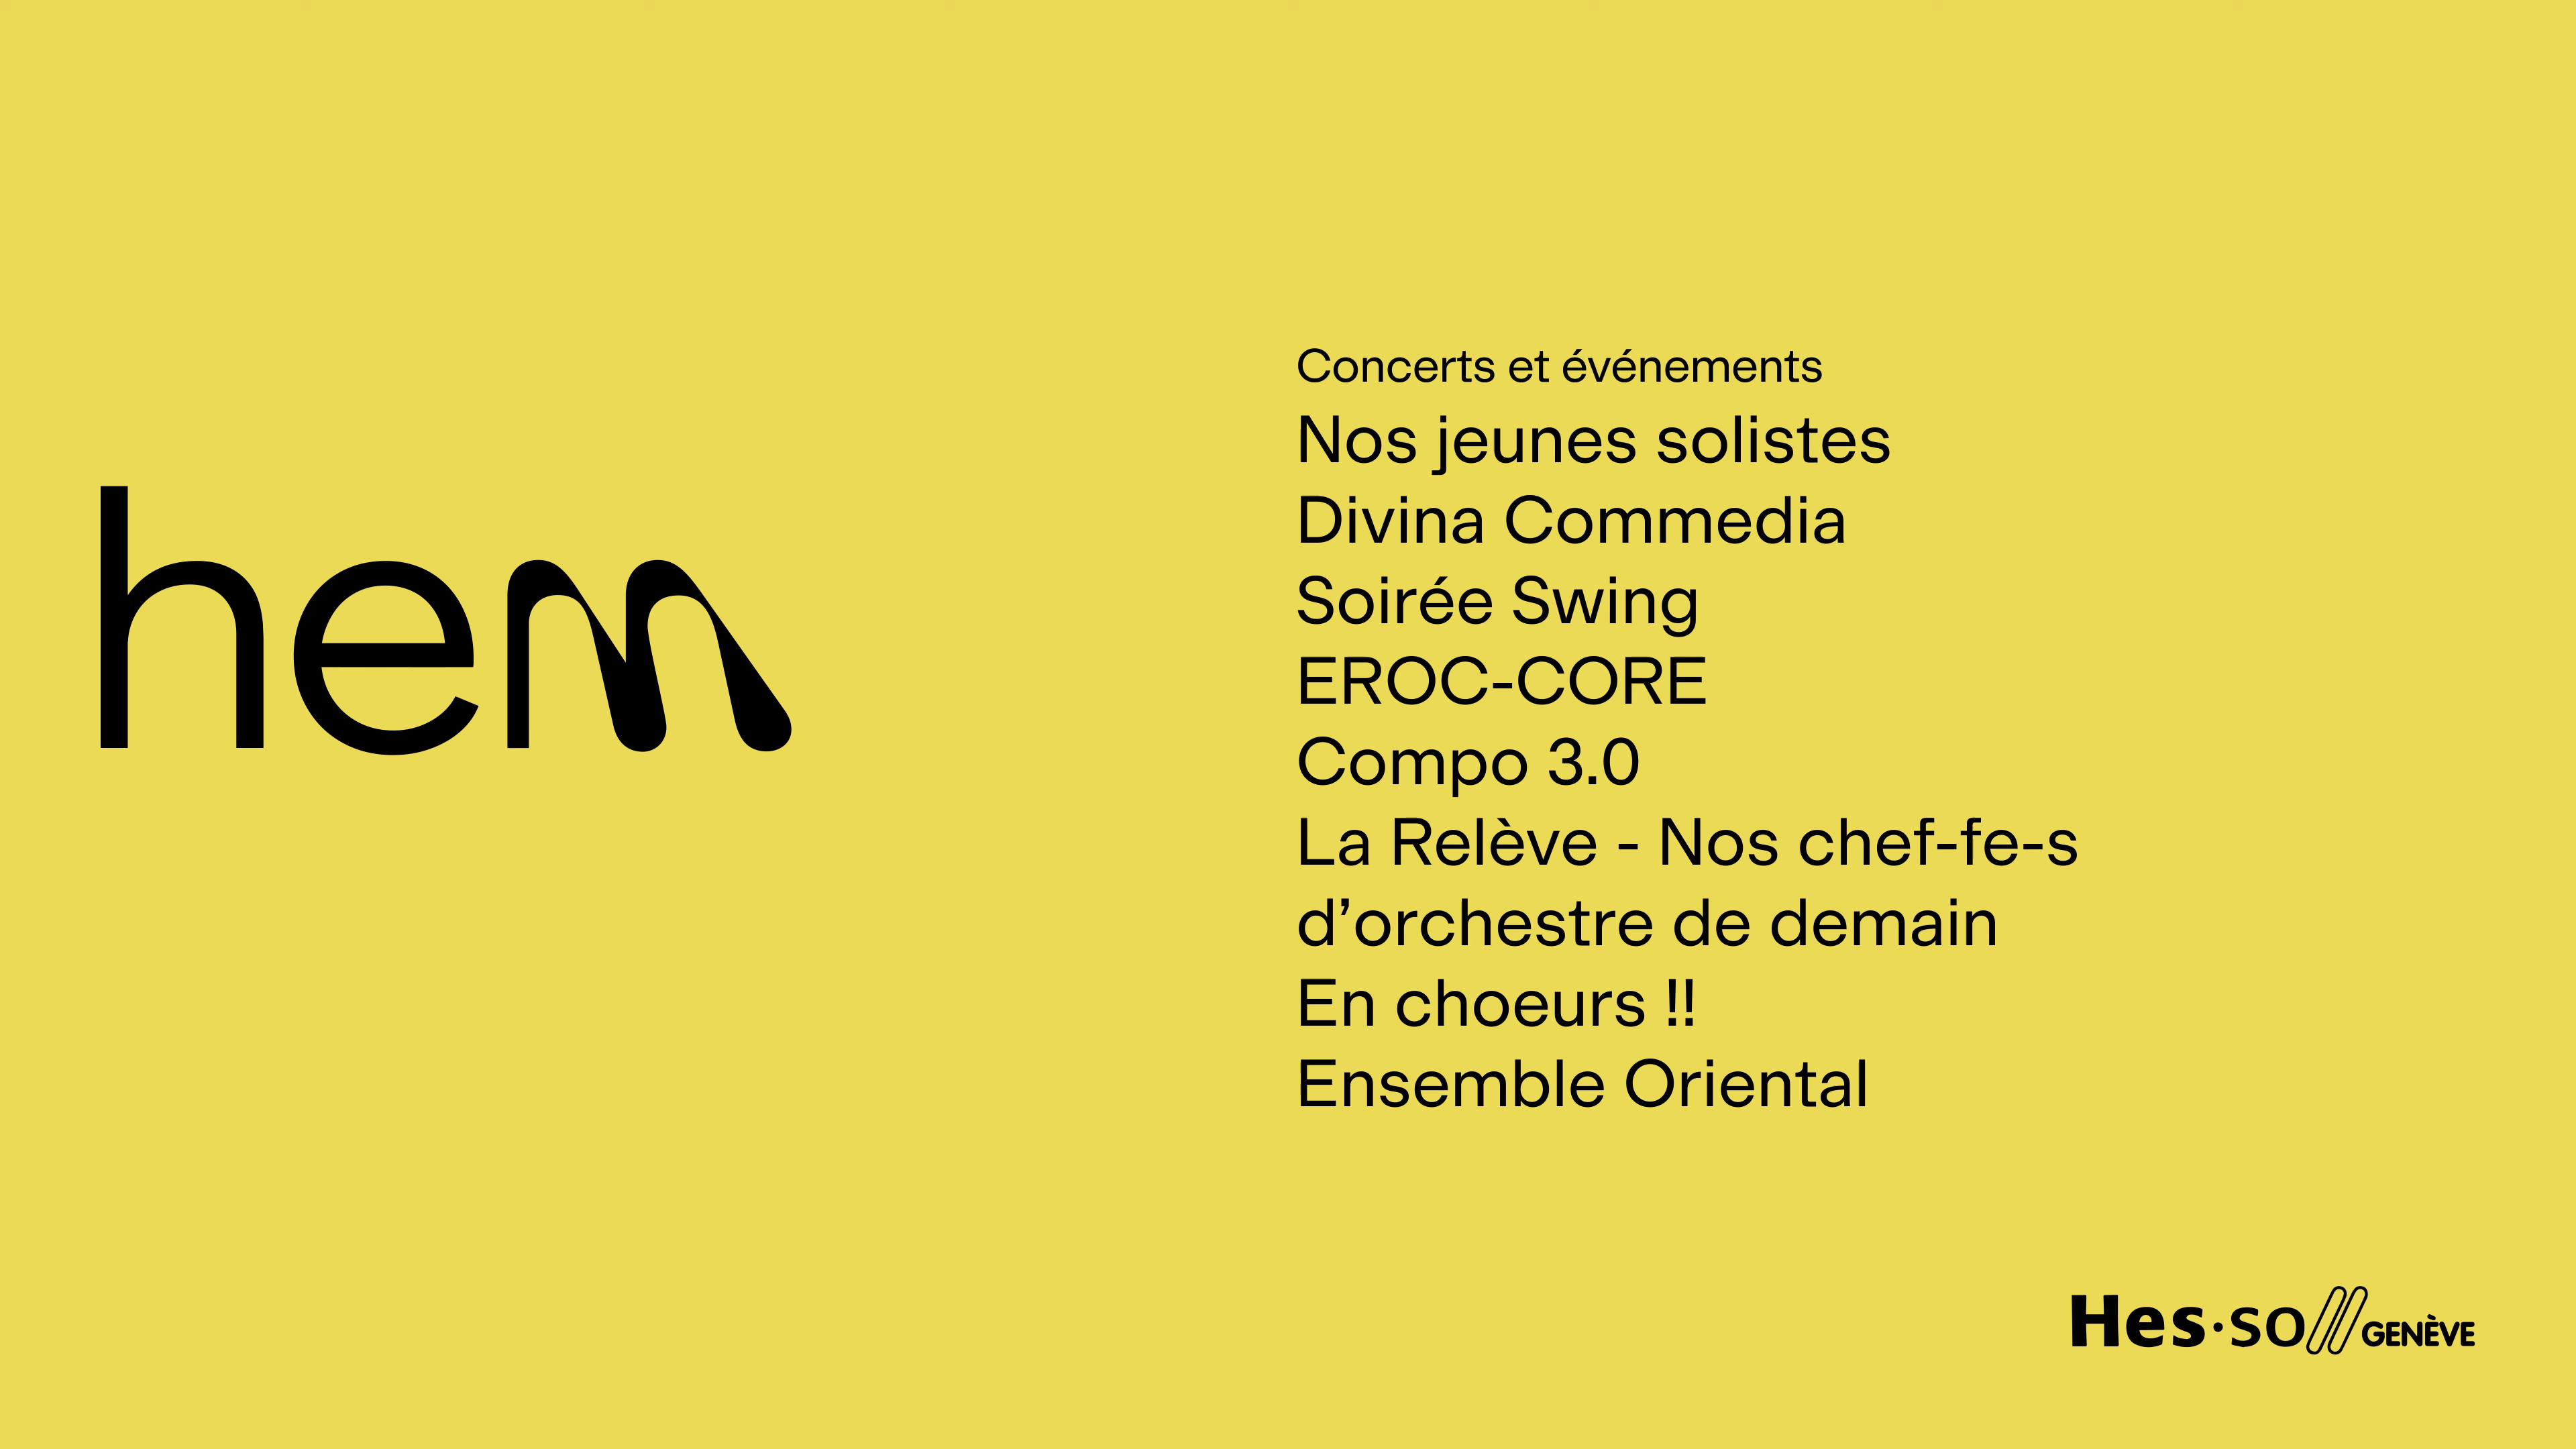 hem
Concerts et événements
Nos jeunes solistes
Divina Commedia
Soirée Swing
EROC-CORE
Compo 3.0
La Relève - Nos chef-fe-s
d’orchestre de demain
En choeurs !!
Ensemble Oriental
Hes·so GENÈVE